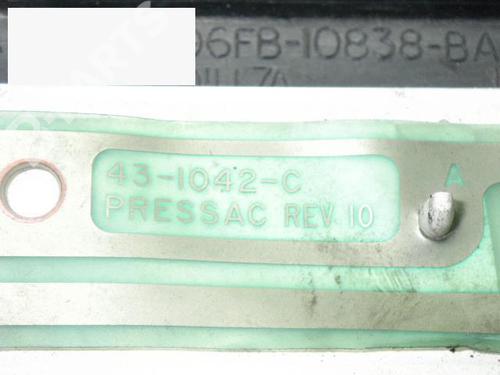 96FB-10838-BA
43-1042-C
PRESSAC REV. 10
A